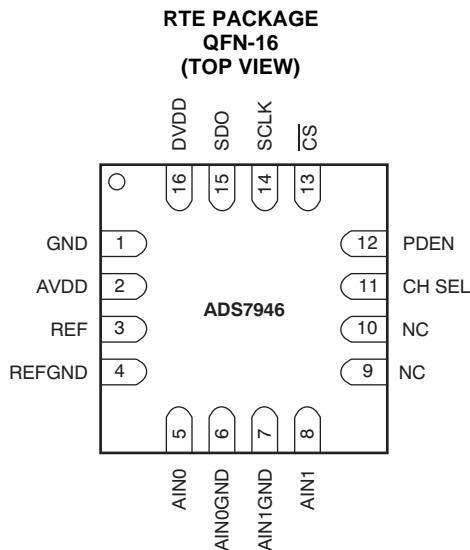 RTE PACKAGE
QFN-16
(TOP VIEW)
DVDD
SDO
SCLK
C̅S̅
16
15
14
13
GND 1
AVDD 2
REF 3
REFGND 4
12 PDEN
11 CH SEL
10 NC
9 NC
ADS7946
5
6
7
8
AIN0
AIN0GND
AIN1GND
AIN1